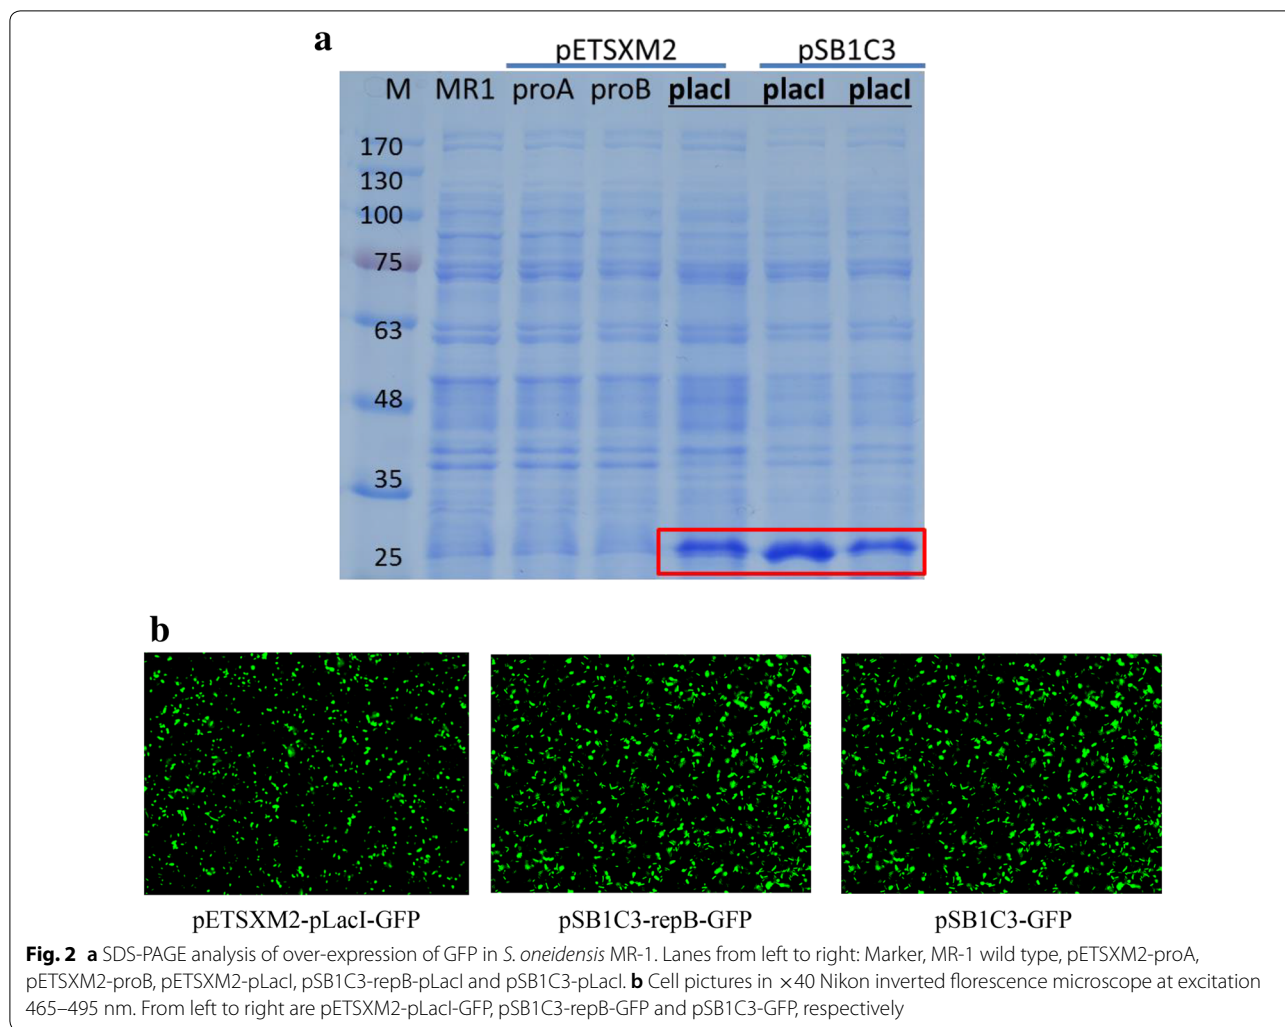 a
pETSXM2 pSB1C3
M MR1 proA proB placI placI placI
170
130
100
75
63
48
35
25
b
pETSXM2-pLacI-GFP pSB1C3-repB-GFP pSB1C3-GFP
Fig. 2 a SDS-PAGE analysis of over-expression of GFP in S. oneidensis MR-1. Lanes from left to right: Marker, MR-1 wild type, pETSXM2-proA,
pETSXM2-proB, pETSXM2-pLacI, pSB1C3-repB-pLacI and pSB1C3-pLacI. b Cell pictures in ×40 Nikon inverted florescence microscope at excitation
465–495 nm. From left to right are pETSXM2-pLacI-GFP, pSB1C3-repB-GFP and pSB1C3-GFP, respectively